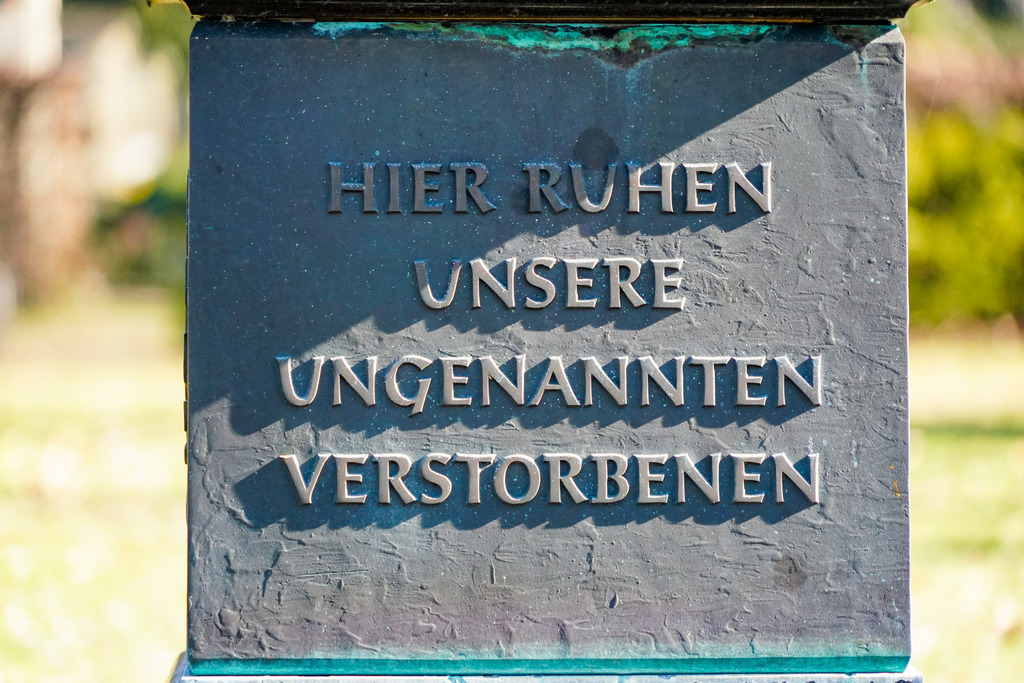 HIER RUHEN
UNSERE
UNGENANNTEN
VERSTORBENEN